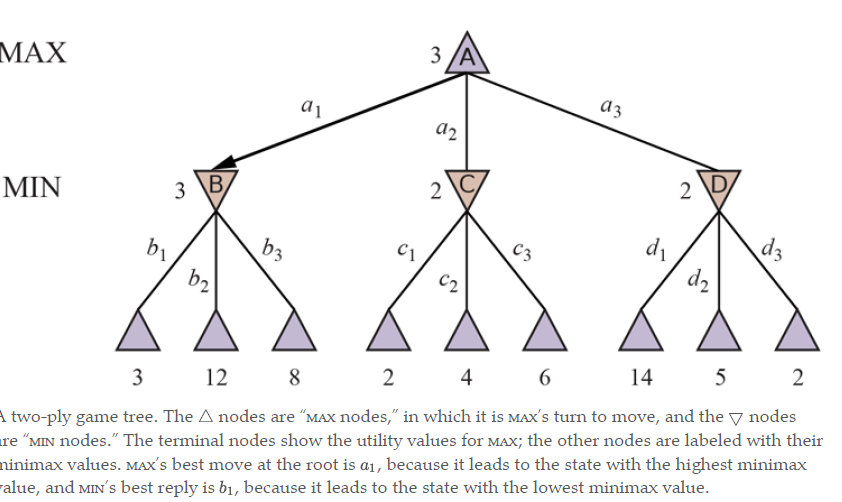 MAX
3 A
a1
a2
a3
MIN
3 B
2 C
2 D
b1
b2
b3
c1
c2
c3
d1
d2
d3
3 12 8 2 4 6 14 5 2
A two-ply game tree. The △ nodes are “MAX nodes,” in which it is MAX’s turn to move, and the ▽ nodes
are “MIN nodes.” The terminal nodes show the utility values for MAX; the other nodes are labeled with their
minimax values. MAX’s best move at the root is a1, because it leads to the state with the highest minimax
value, and MIN’s best reply is b1, because it leads to the state with the lowest minimax value.